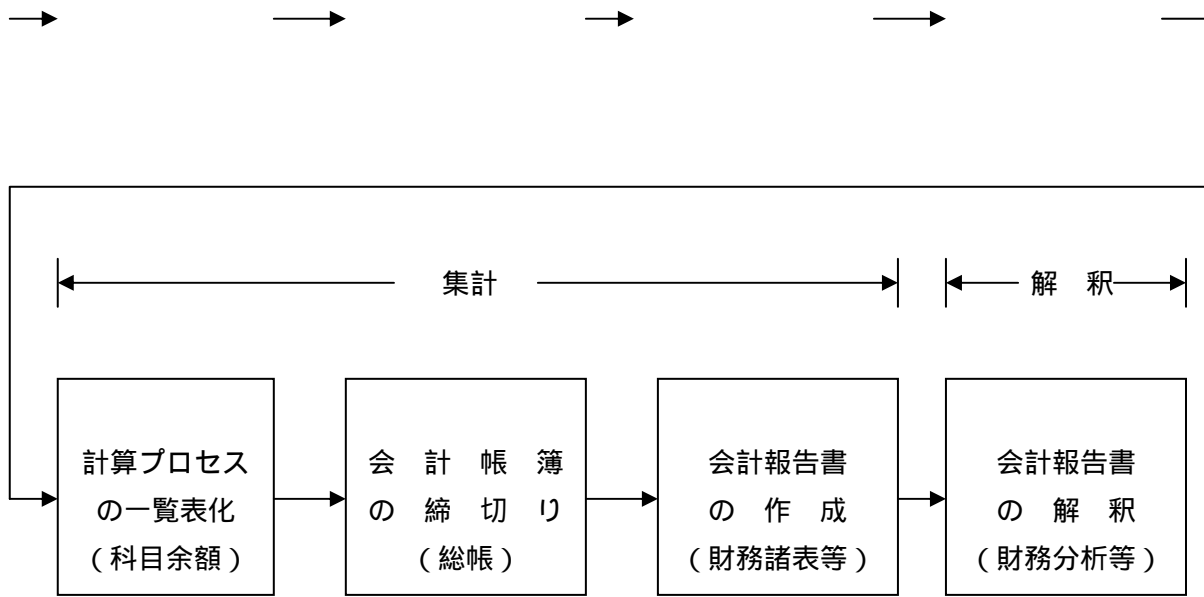 集計
解　釈
計算プロセス
の一覧表化
（科目余額）
会　計　帳　簿
の　締　切　り
（総帳）
会計報告書
の　作　成
（財務諸表等）
会計報告書
の　解　釈
（財務分析等）